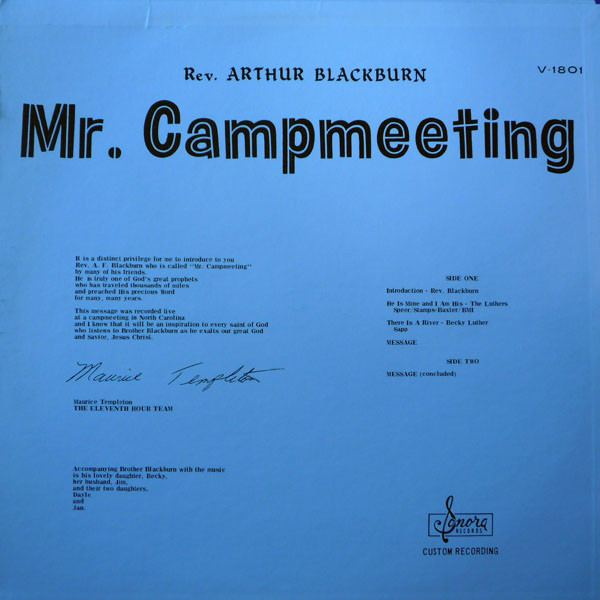 Rev. ARTHUR BLACKBURN
V-1801
Mr. Campmeeting
It is a distinct privilege for me to introduce to you
Rev. A. F. Blackburn who is called "Mr. Campmeeting"
by many of his friends.
He is truly one of God's great prophets
who has traveled thousands of miles
and preached His precious Word
for many, many years.
This message was recorded live
at a campmeeting in North Carolina
and I know that it will be an inspiration to every saint of God
who listens to Brother Blackburn as he exalts our great God
and Savior, Jesus Christ.
Maurice Templeton
Maurice Templeton
THE ELEVENTH HOUR TEAM
Accompanying Brother Blackburn with the music
is his lovely daughter, Becky,
her husband, Jim,
and their two daughters,
Dayle
and
Jan.
SIDE ONE
Introduction - Rev. Blackburn
He Is Mine and I Am His - The Luthers
Speer/Stamps-Baxter/BMI
There Is A River - Becky Luther
Sapp
MESSAGE
SIDE TWO
MESSAGE (concluded)
Sonora
RECORDS
CUSTOM RECORDING